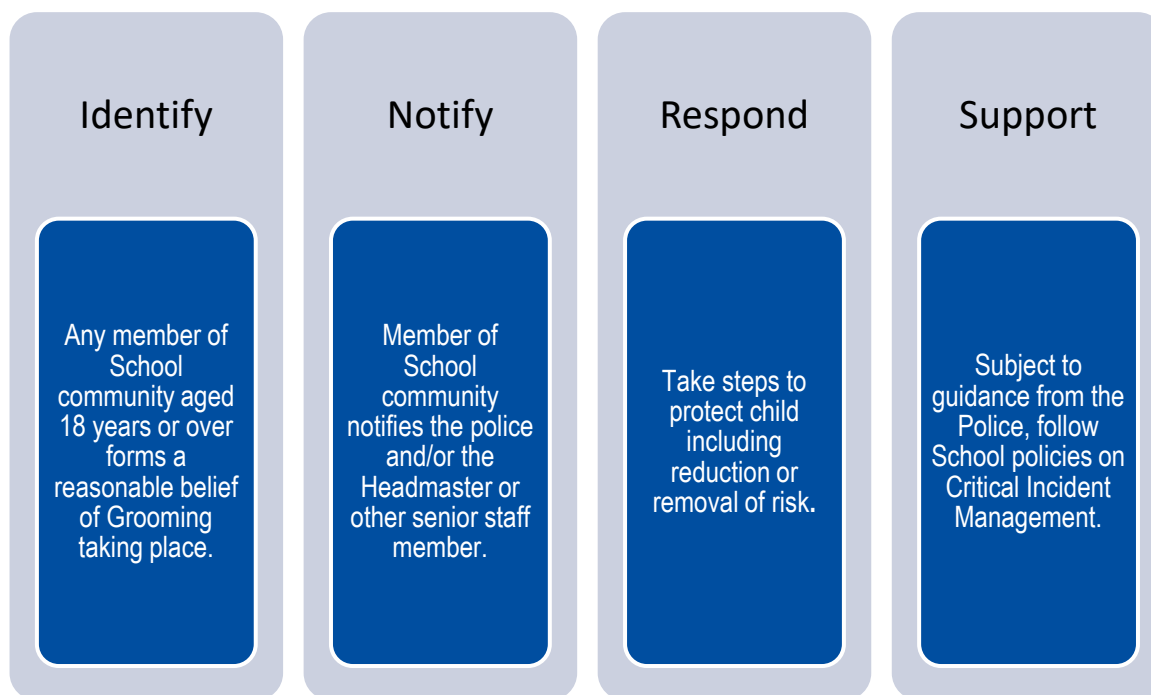 Identify
Any member of
School
community aged
18 years or over
forms a
reasonable belief
of Grooming
taking place.
Notify
Member of
School
community
notifies the police
and/or the
Headmaster or
other senior staff
member.
Respond
Take steps to
protect child
including
reduction or
removal of risk.
Support
Subject to
guidance from the
Police, follow
School policies on
Critical Incident
Management.